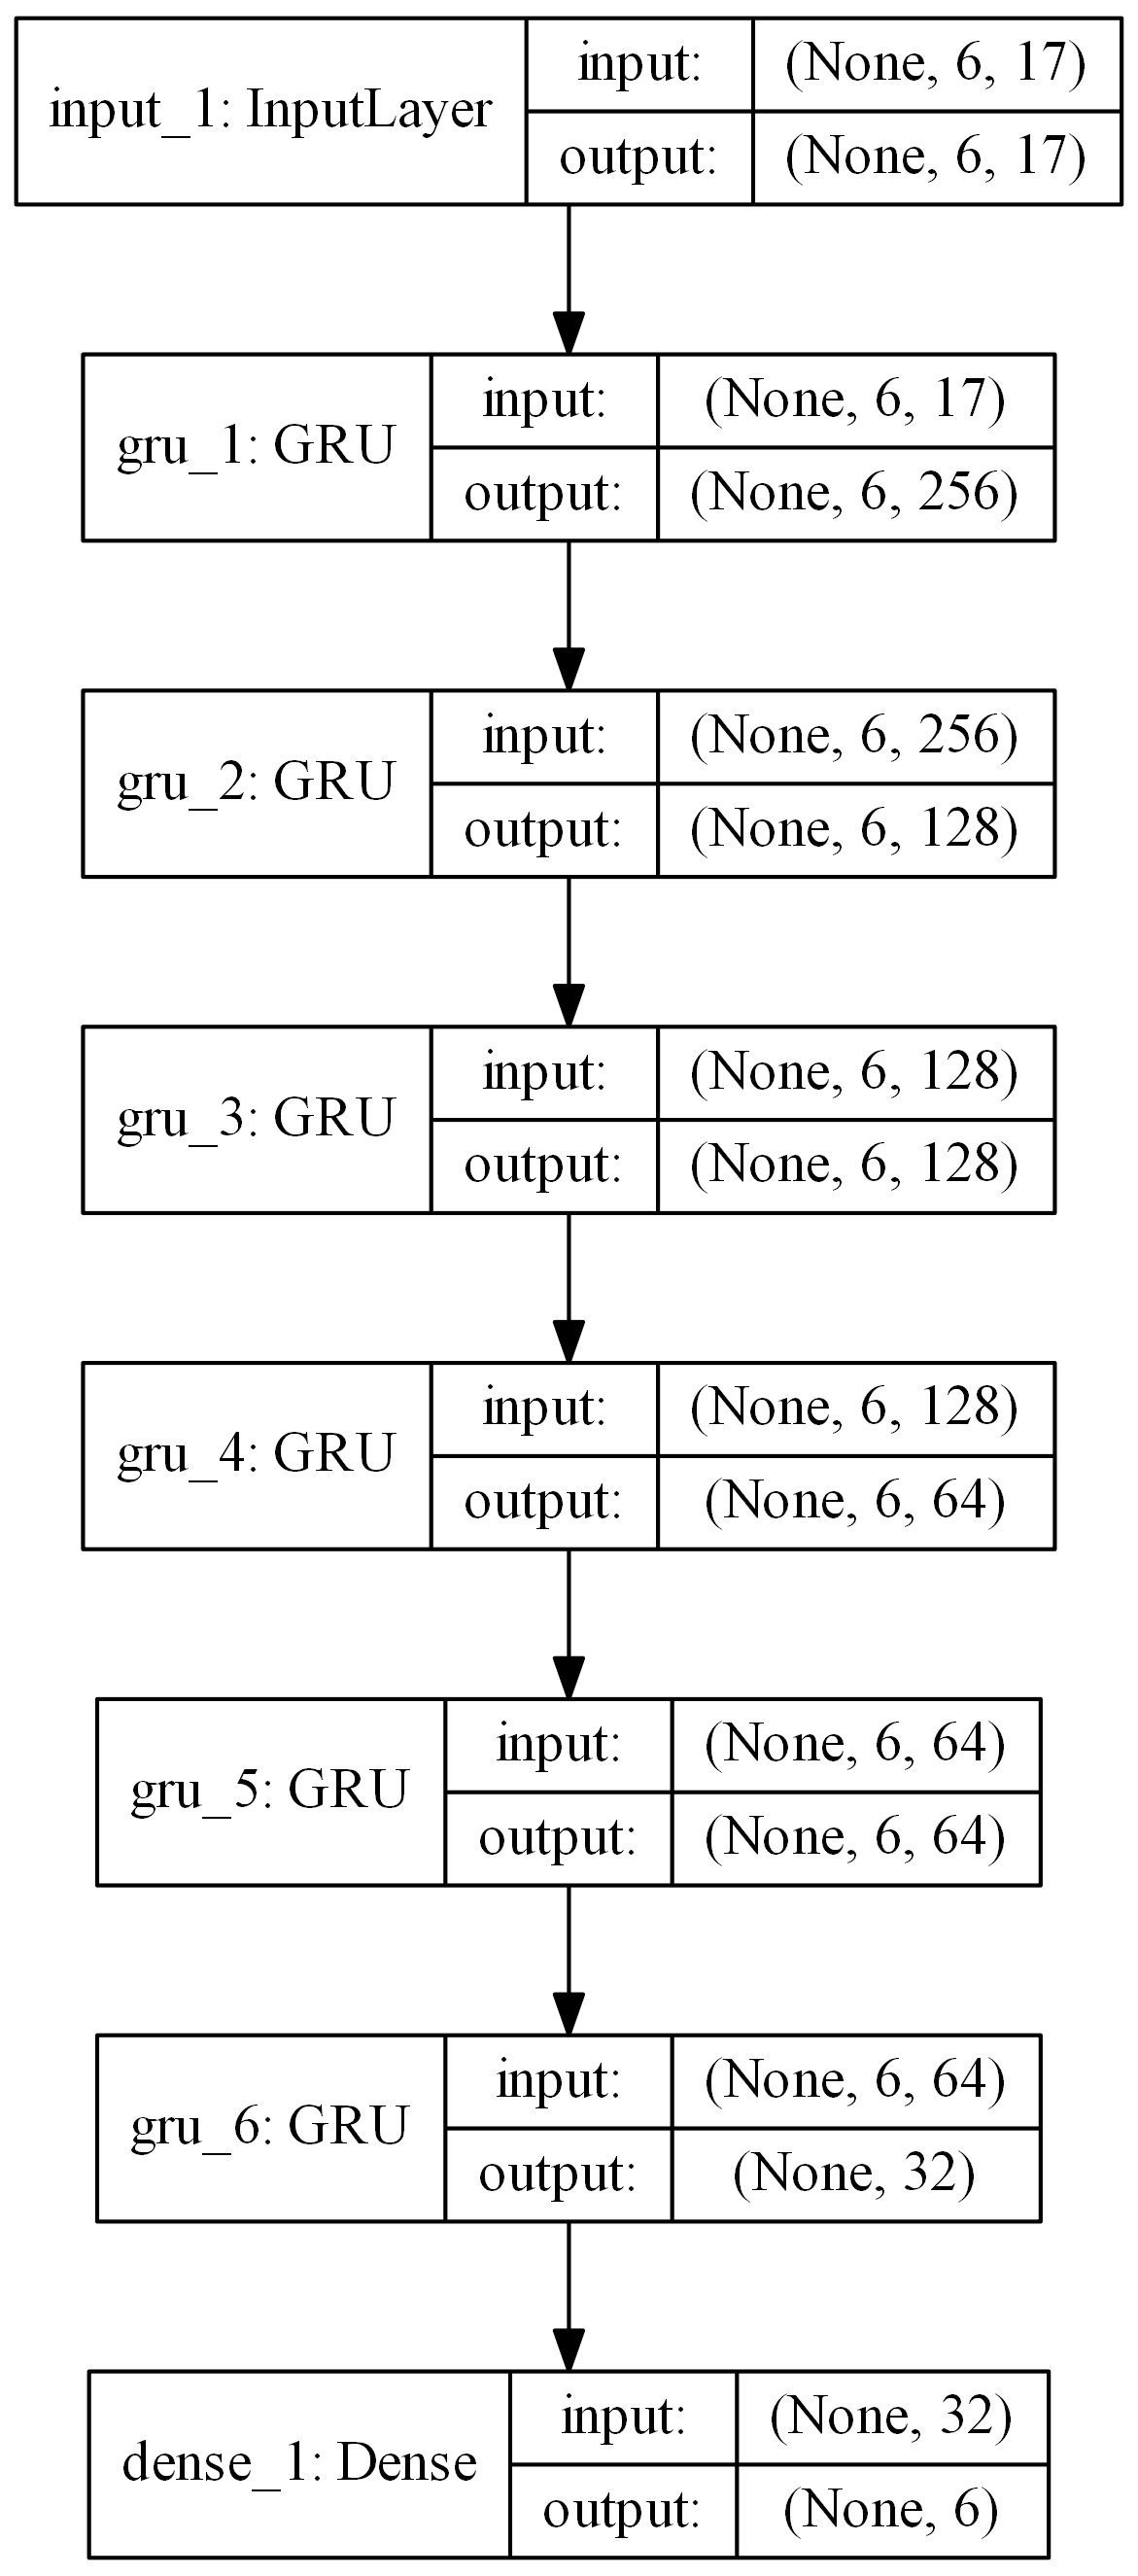 input_1: InputLayer
input: (None, 6, 17)
output: (None, 6, 17)
gru_1: GRU
input: (None, 6, 17)
output: (None, 6, 256)
gru_2: GRU
input: (None, 6, 256)
output: (None, 6, 128)
gru_3: GRU
input: (None, 6, 128)
output: (None, 6, 128)
gru_4: GRU
input: (None, 6, 128)
output: (None, 6, 64)
gru_5: GRU
input: (None, 6, 64)
output: (None, 6, 64)
gru_6: GRU
input: (None, 6, 64)
output: (None, 32)
dense_1: Dense
input: (None, 32)
output: (None, 6)